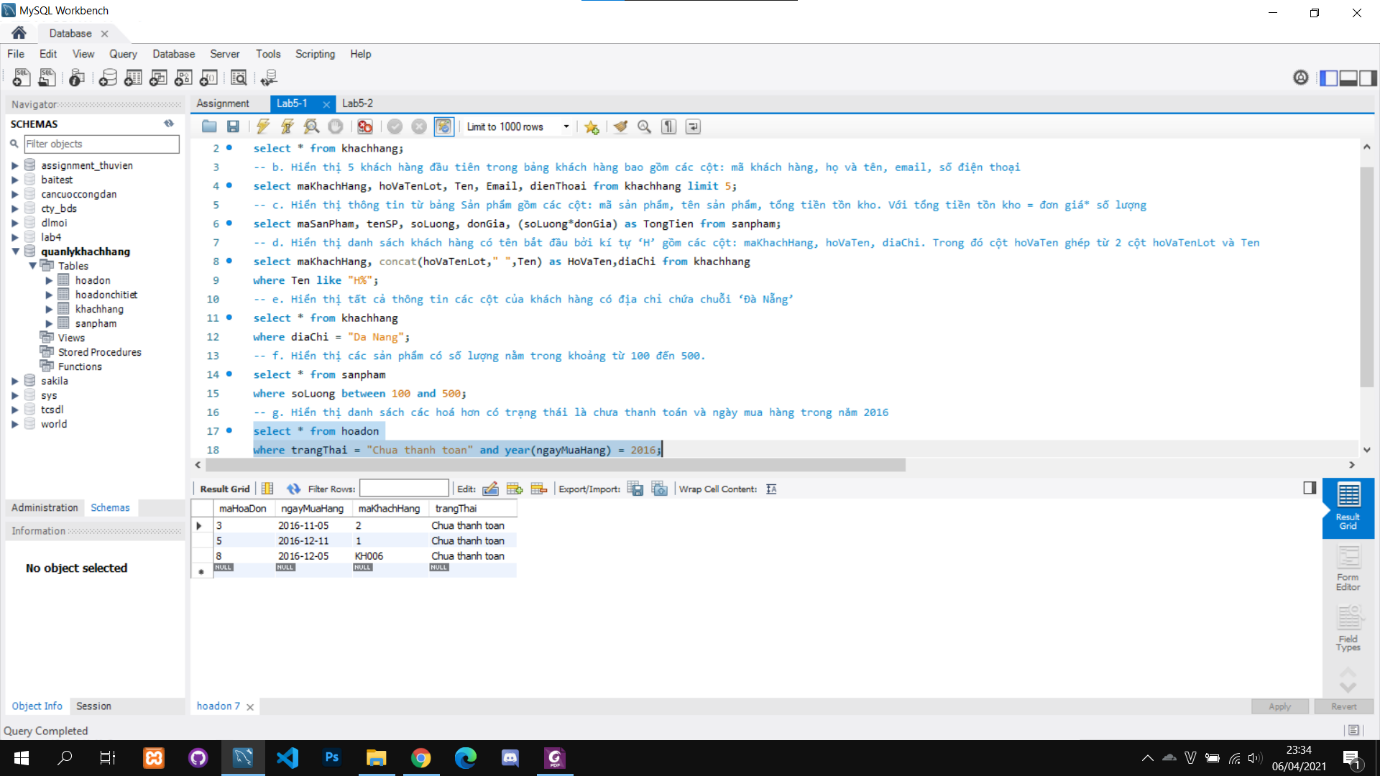 MySQL Workbench
Database
File Edit View Query Database Server Tools Scripting Help
Navigator
SCHEMAS
Filter objects
assignment_thuvien
baitest
cancuoccongdan
cty_bds
dlmoi
lab4
quanlykhachhang
Tables
hoadon
hoadonchitiet
khachhang
sanpham
Views
Stored Procedures
Functions
sakila
sys
tcsdl
world
Administration Schemas
Information
No object selected
Object Info Session
Assignment Lab5-1 Lab5-2
Limit to 1000 rows
2 select * from khachhang;
3 -- b. Hiển thị 5 khách hàng đầu tiên trong bảng khách hàng bao gồm các cột: mã khách hàng, họ và tên, email, số điện thoại
4 select maKhachHang, hoVaTenLot, Ten, Email, dienThoai from khachhang limit 5;
5 -- c. Hiển thị thông tin từ bảng Sản phẩm gồm các cột: mã sản phẩm, tên sản phẩm, tổng tiền tồn kho. Với tổng tiền tồn kho = đơn giá* số lượng
6 select maSanPham, tenSP, soLuong, donGia, (soLuong*donGia) as TongTien from sanpham;
7 -- d. Hiển thị danh sách khách hàng có tên bắt đầu bởi kí tự ‘H’ gồm các cột: maKhachHang, hoVaTen, diaChi. Trong đó cột hoVaTen ghép từ 2 cột hoVaTenLot và Ten
8 select maKhachHang, concat(hoVaTenLot," ",Ten) as HoVaTen,diaChi from khachhang
9 where Ten like "H%";
10 -- e. Hiển thị tất cả thông tin các cột của khách hàng có địa chỉ chứa chuỗi ‘Đà Nẵng’
11 select * from khachhang
12 where diaChi = "Da Nang";
13 -- f. Hiển thị các sản phẩm có số lượng nằm trong khoảng từ 100 đến 500.
14 select * from sanpham
15 where soLuong between 100 and 500;
16 -- g. Hiển thị danh sách các hoá hơn có trạng thái là chưa thanh toán và ngày mua hàng trong năm 2016
17 select * from hoadon
18 where trangThai = "Chua thanh toan" and year(ngayMuaHang) = 2016;
Result Grid Filter Rows: Edit: Export/Import: Wrap Cell Content:
maHoaDon ngayMuaHang maKhachHang trangThai
3 2016-11-05 2 Chua thanh toan
5 2016-12-11 1 Chua thanh toan
8 2016-12-05 KH006 Chua thanh toan
NULL NULL NULL NULL
Result
Grid
Form
Editor
Field
Types
hoadon 7
Apply Revert
Query Completed
23:34
06/04/2021
1